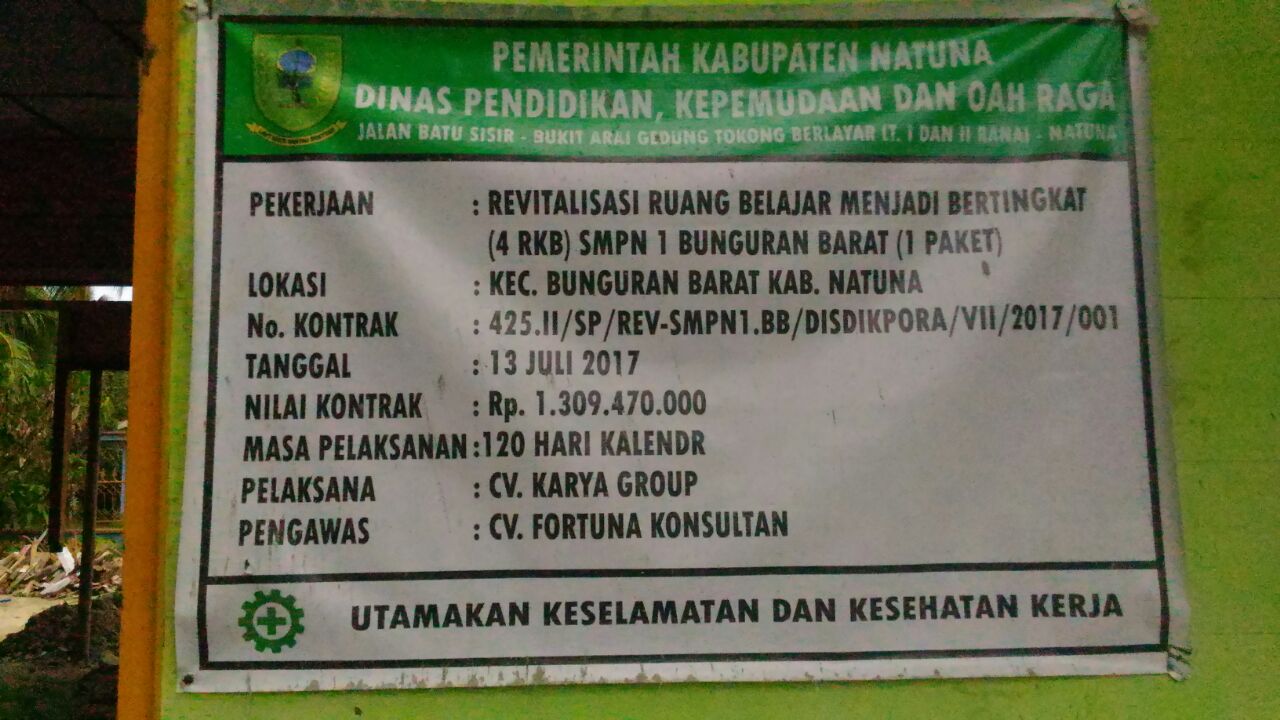 PEMERINTAH KABUPATEN NATUNA
DINAS PENDIDIKAN, KEPEMUDAAN DAN OAH RAGA
JALAN BATU SISIR - BUKIT ARAI GEDUNG TOKONG BERLAYAR LT. I DAN II RANAI - NATUNA
PEKERJAAN : REVITALISASI RUANG BELAJAR MENJADI BERTINGKAT
(4 RKB) SMPN 1 BUNGURAN BARAT (1 PAKET)
LOKASI : KEC. BUNGURAN BARAT KAB. NATUNA
No. KONTRAK : 425.II/SP/REV-SMPN1.BB/DISDIKPORA/VII/2017/001
TANGGAL : 13 JULI 2017
NILAI KONTRAK : Rp. 1.309.470.000
MASA PELAKSANAN :120 HARI KALENDR
PELAKSANA : CV. KARYA GROUP
PENGAWAS : CV. FORTUNA KONSULTAN
UTAMAKAN KESELAMATAN DAN KESEHATAN KERJA